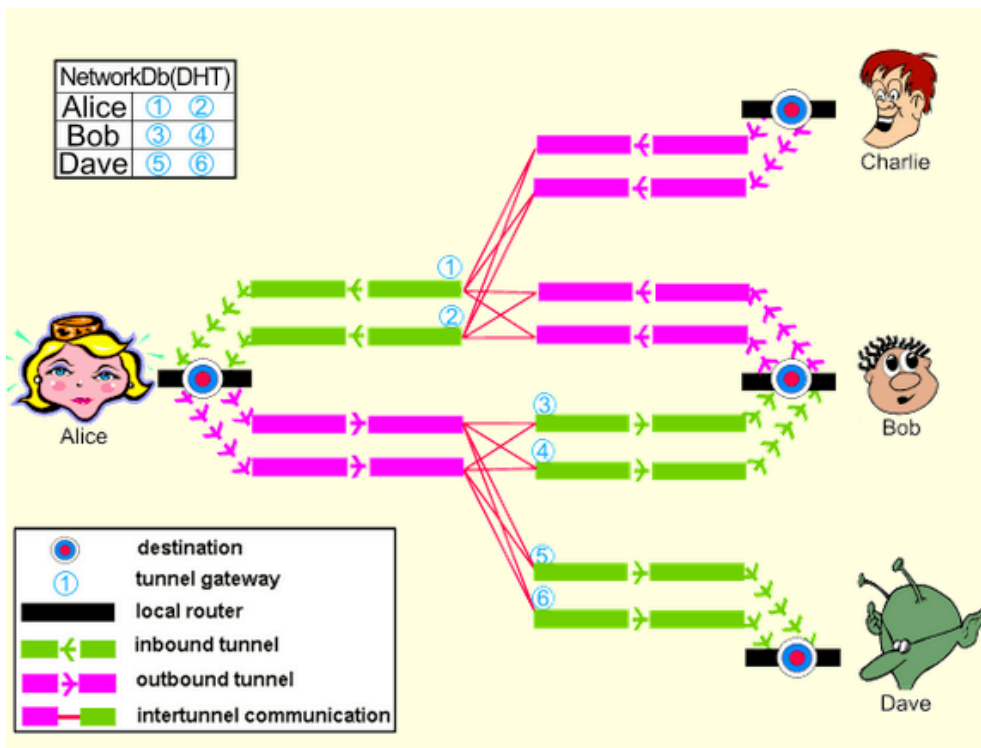 NetworkDb(DHT)
Alice ① ②
Bob ③ ④
Dave ⑤ ⑥
Charlie
①
②
Alice
③
④
Bob
⑤
⑥
Dave
destination
① tunnel gateway
local router
inbound tunnel
outbound tunnel
intertunnel communication